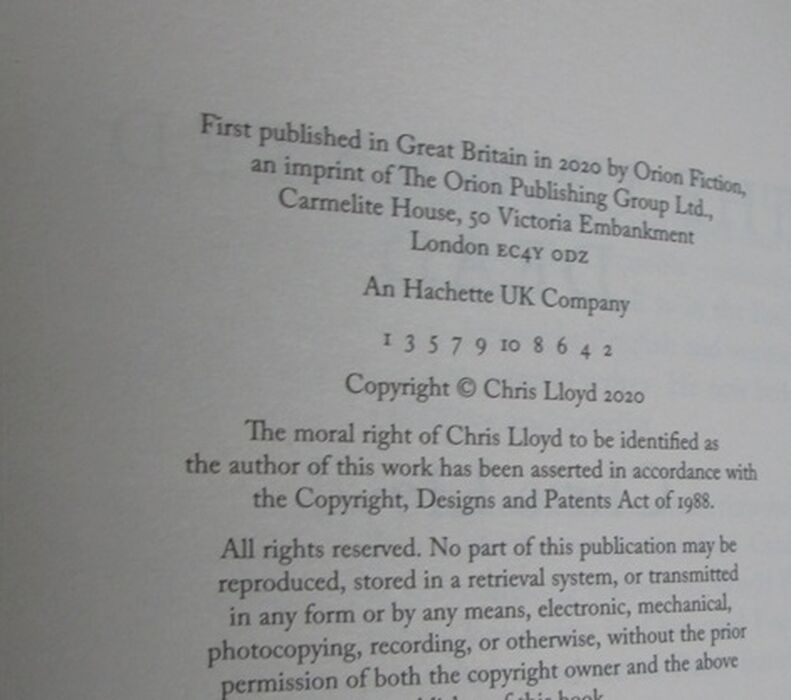 First published in Great Britain in 2020 by Orion Fiction,
an imprint of The Orion Publishing Group Ltd.,
Carmelite House, 50 Victoria Embankment
London EC4Y 0DZ
An Hachette UK Company
1 3 5 7 9 10 8 6 4 2
Copyright © Chris Lloyd 2020
The moral right of Chris Lloyd to be identified as
the author of this work has been asserted in accordance with
the Copyright, Designs and Patents Act of 1988.
All rights reserved. No part of this publication may be
reproduced, stored in a retrieval system, or transmitted
in any form or by any means, electronic, mechanical,
photocopying, recording, or otherwise, without the prior
permission of both the copyright owner and the above
of this book